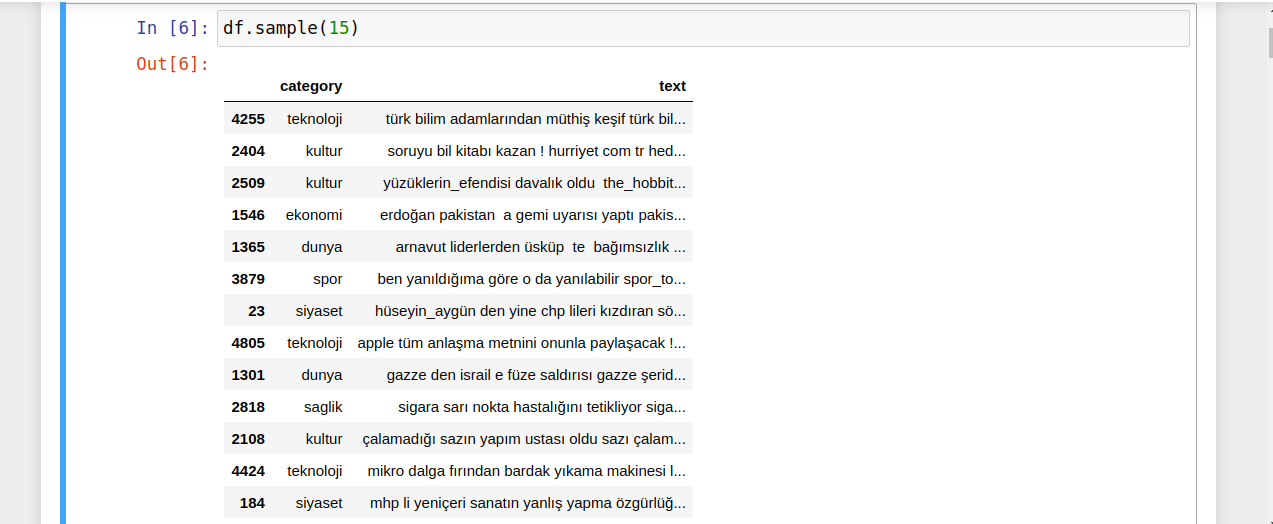 In [6]: df.sample(15)
Out[6]:
category text
4255 teknoloji türk bilim adamlarından müthiş keşif türk bil...
2404 kultur soruyu bil kitabı kazan ! hurriyet com tr hed...
2509 kultur yüzüklerin_efendisi davalık oldu  the_hobbit...
1546 ekonomi erdoğan pakistan  a gemi uyarısı yaptı pakis...
1365 dunya arnavut liderlerden üsküp  te  bağımsızlık ...
3879 spor ben yanıldığıma göre o da yanılabilir spor_to...
23 siyaset hüseyin_aygün den yine chp lileri kızdıran sö...
4805 teknoloji apple tüm anlaşma metnini onunla paylaşacak !...
1301 dunya gazze den israil e füze saldırısı gazze şerid...
2818 saglik sigara sarı nokta hastalığını tetikliyor siga...
2108 kultur çalamadığı sazın yapım ustası oldu sazı çalam...
4424 teknoloji mikro dalga fırından bardak yıkama makinesi l...
184 siyaset mhp li yeniçeri sanatın yanlış yapma özgürlüğ...